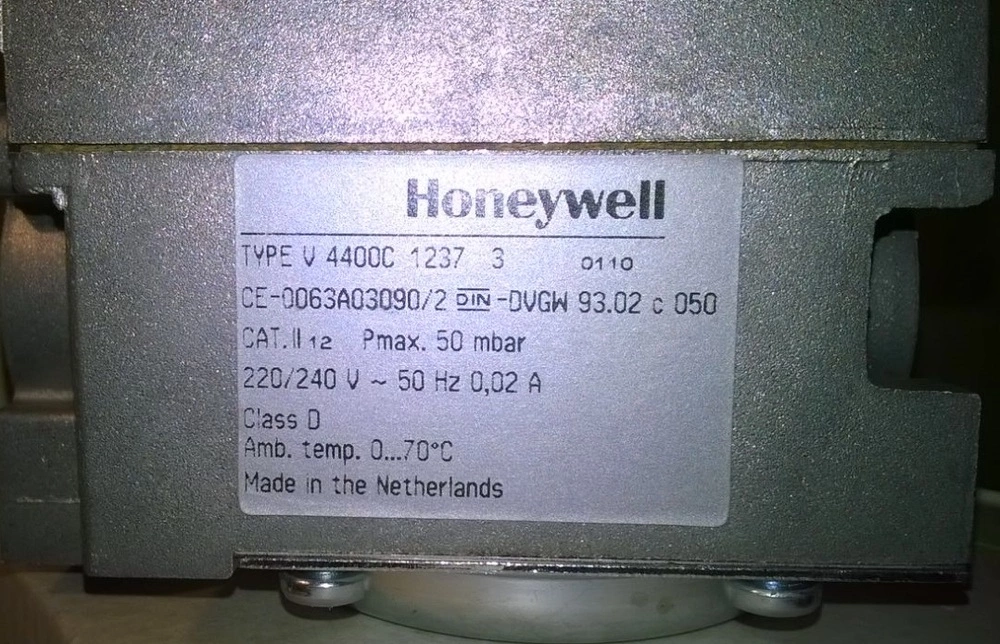 Honeywell
TYPE V 4400C 1237 3 0110
CE-0063A03090/2 DIN-DVGW 93.02 c 050
CAT.II 12 Pmax. 50 mbar
220/240 V ~ 50 Hz 0,02 A
Class D
Amb. temp. 0...70°C
Made in the Netherlands